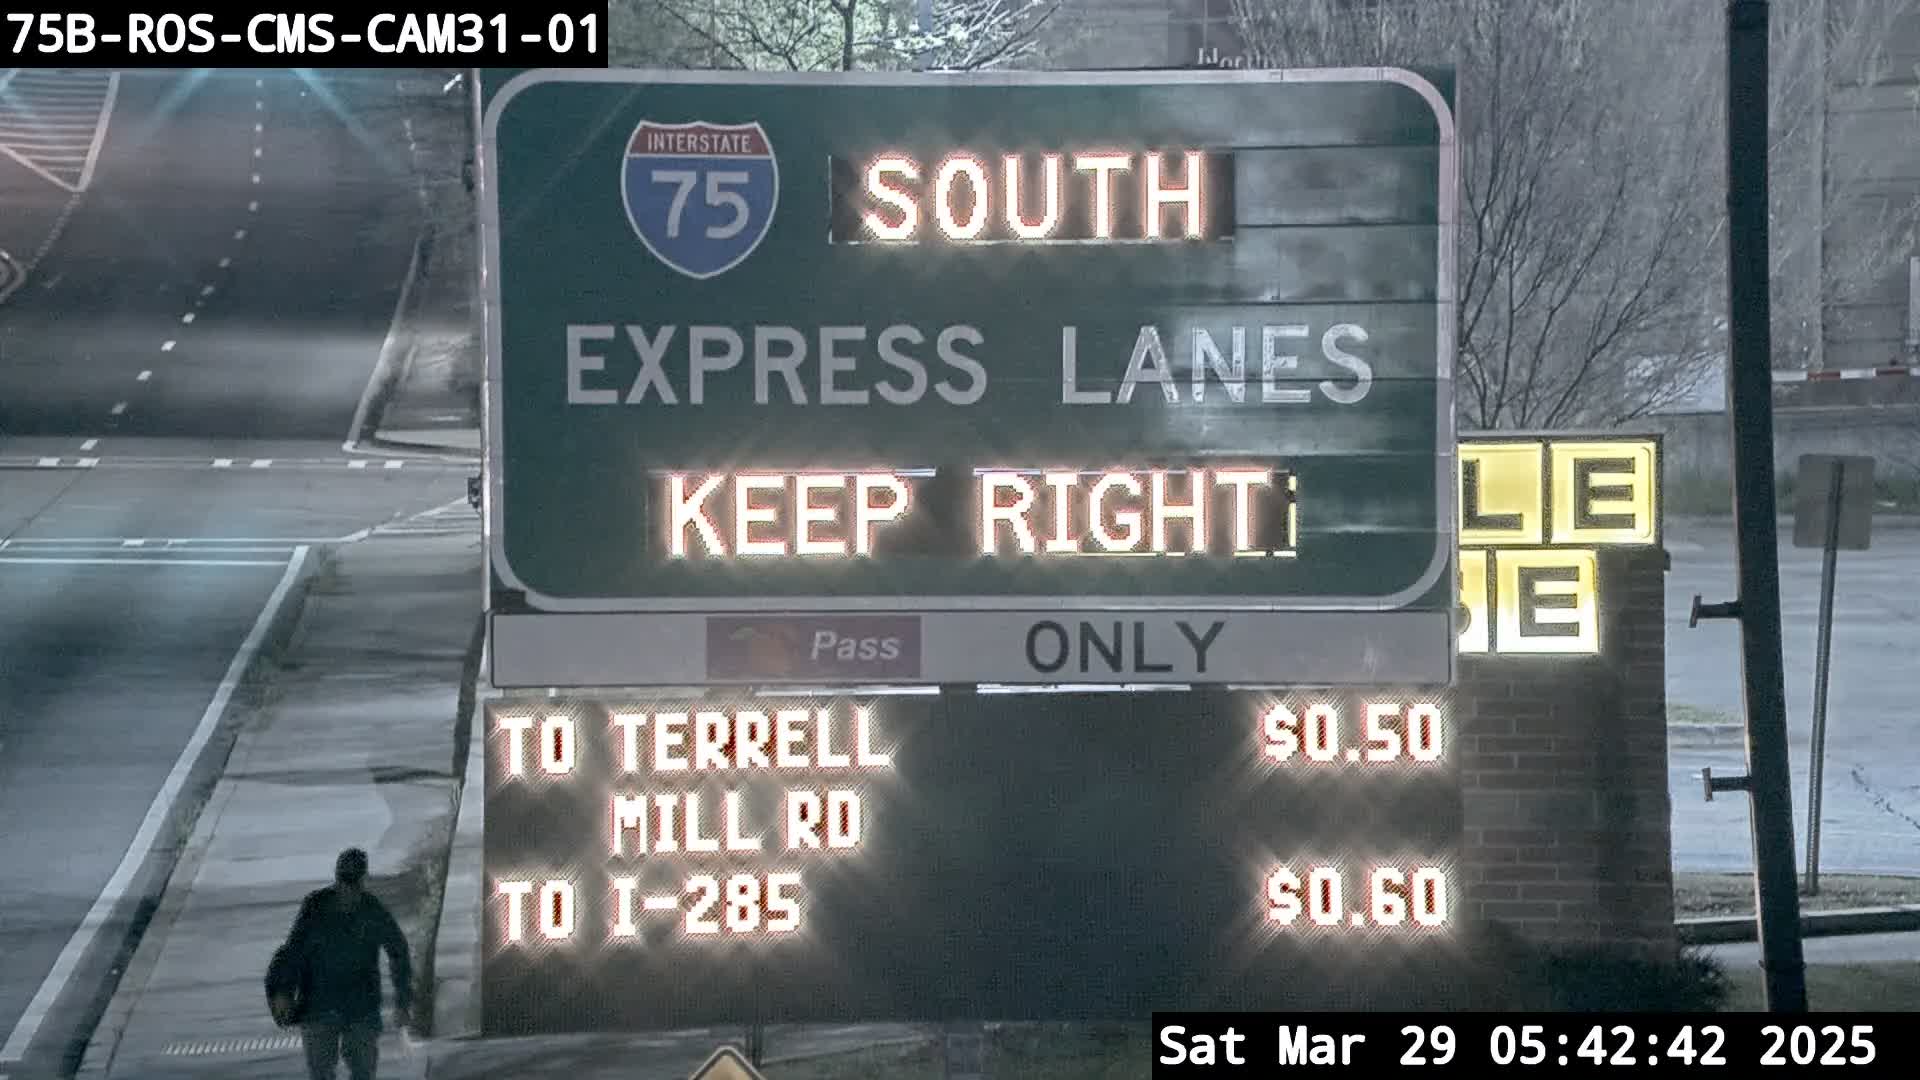 75B-ROS-CMS-CAM31-01
INTERSTATE
75
SOUTH
EXPRESS LANES
KEEP RIGHT
Pass ONLY
TO TERRELL $0.50
MILL RD
TO I-285 $0.60
LE
E
Sat Mar 29 05:42:42 2025